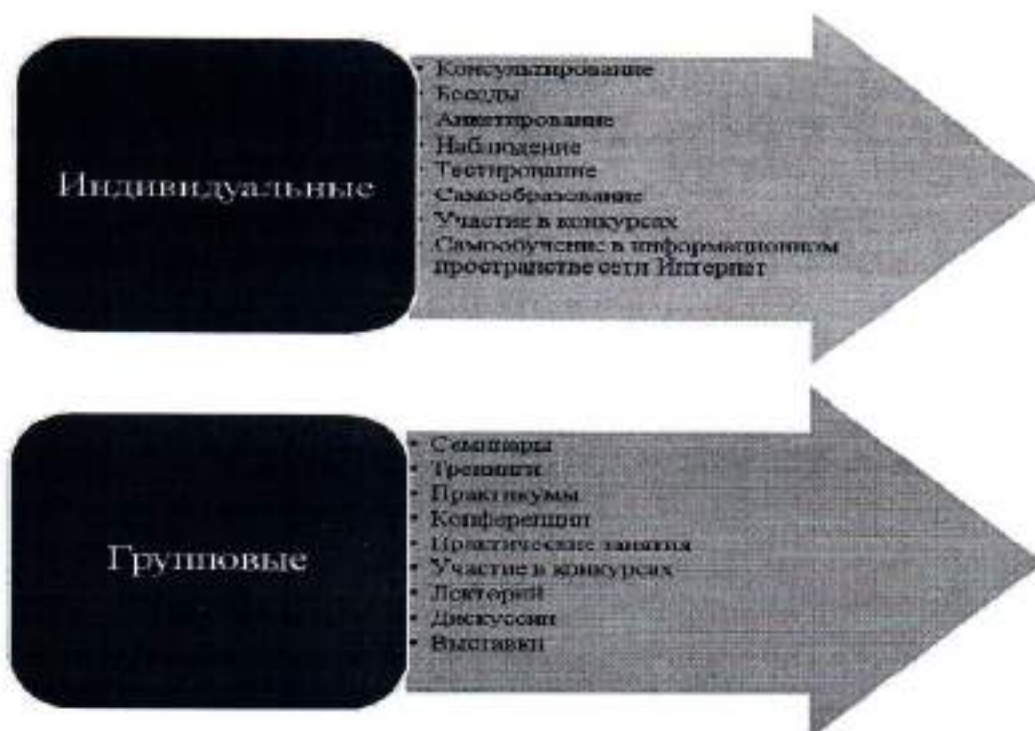 Индивидуальные
• Консультирование
• Беседы
• Анкетирование
• Наблюдение
• Тестирование
• Самообразование
• Участие в конкурсах
• Самообучение в информационном
пространстве сети Интернет
Групповые
• Семинары
• Тренинги
• Практикумы
• Конференции
• Практические занятия
• Участие в конкурсах
• Лекторий
• Дискуссии
• Выставки